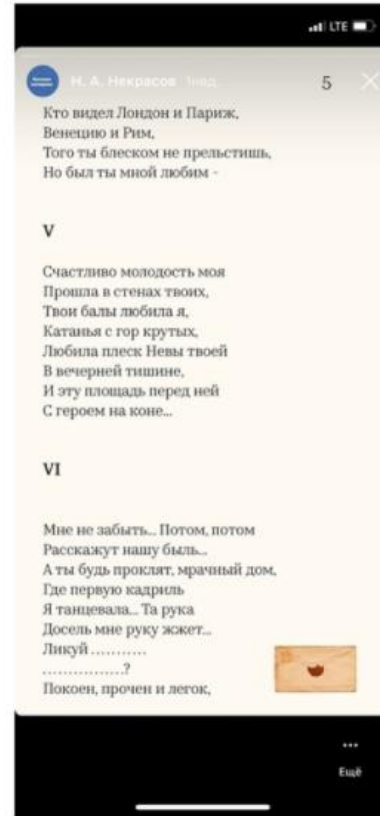 LTE
Н. А. Некрасов 1нед.
5
Кто видел Лондон и Париж,
Венецию и Рим,
Того ты блеском не прельстишь,
Но был ты мной любим -
V
Счастливо молодость моя
Прошла в стенах твоих,
Твои балы любила я,
Катанья с гор крутых,
Любила плеск Невы твоей
В вечерней тишине,
И эту площадь перед ней
С героем на коне...
VI
Мне не забыть... Потом, потом
Расскажут нашу быль...
А ты будь проклят, мрачный дом,
Где первую кадриль
Я танцевала... Та рука
Досель мне руку жжет...
Ликуй ...........
................?
Покоен, прочен и легок,
Ещё